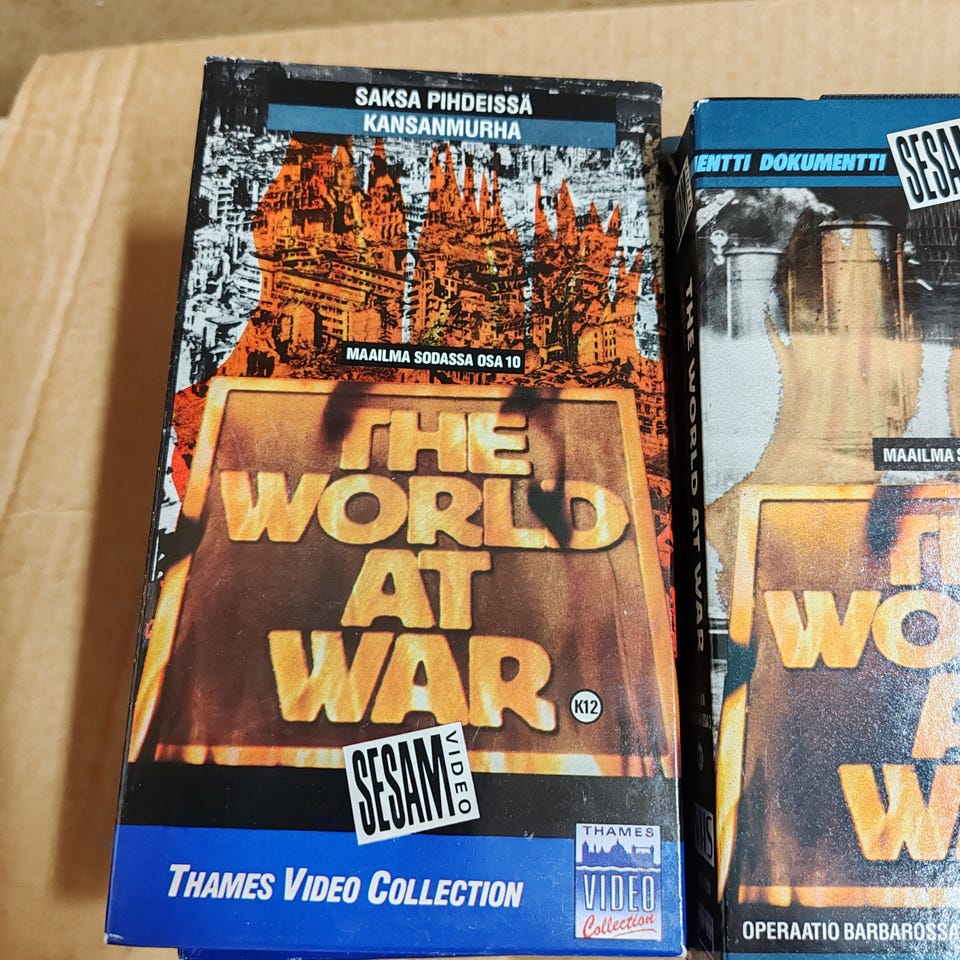 SAKSA PIHDEISSÄ
KANSANMURHA
MAAILMA SODASSA OSA 10
THE
WORLD
AT
WAR
K12
SESAM
VIDEO
THAMES VIDEO COLLECTION
THAMES
VIDEO
Collection
THE WORLD AT WAR
DOKUMENTTI
MAAILMA
OPERAATIO BARBAROSSA